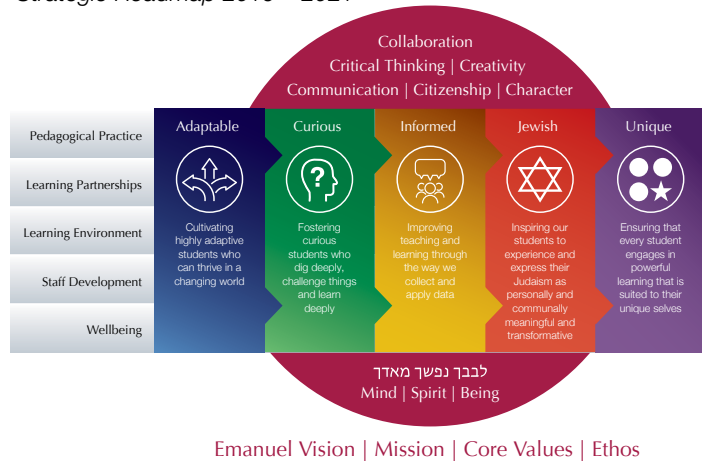 Collaboration
Critical Thinking | Creativity
Communication | Citizenship | Character
Pedagogical Practice
Learning Partnerships
Learning Environment
Staff Development
Wellbeing
Adaptable
Cultivating
highly adaptive
students who
can thrive in a
changing world
Curious
?
Fostering
curious
students who
dig deeply,
challenge things
and learn
deeply
Informed
Improving
teaching and
learning through
the way we
collect and
apply data
Jewish
Inspiring our
students to
experience and
express their
Judaism as
personally and
communally
meaningful and
transformative
Unique
Ensuring that
every student
engages in
powerful
learning that is
suited to their
unique selves
לבבך נפשך מאדך
Mind | Spirit | Being
Emanuel Vision | Mission | Core Values | Ethos